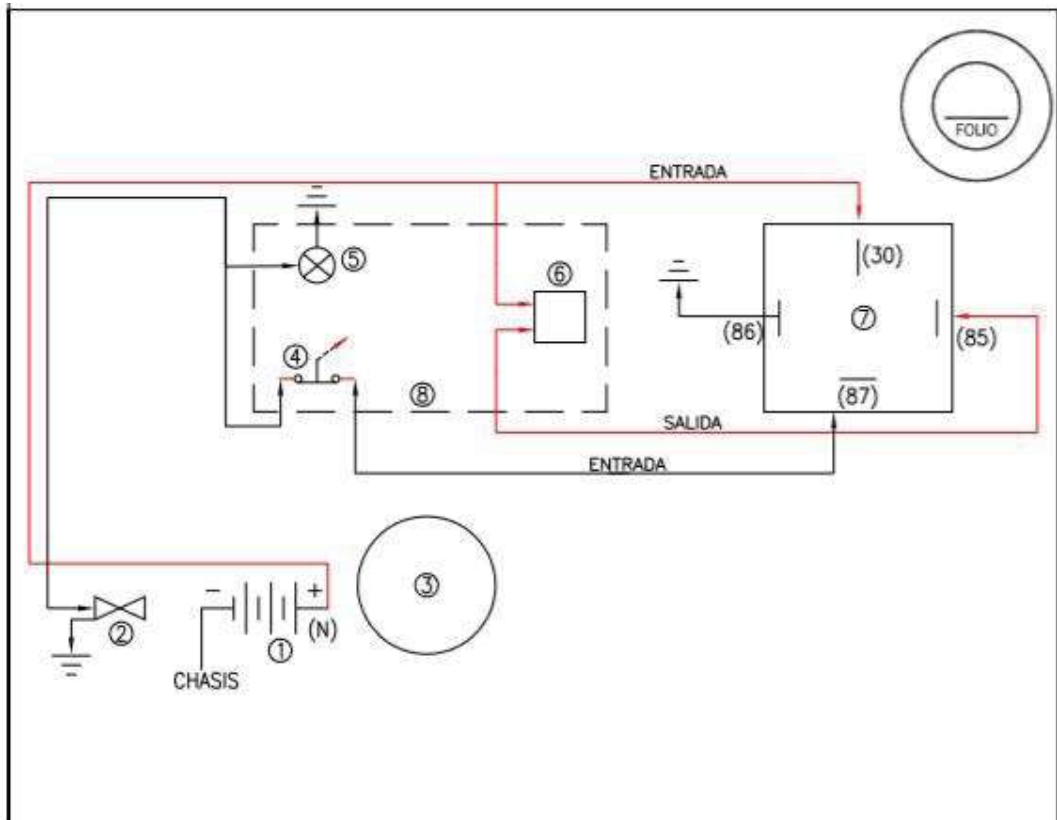 FOLIO
ENTRADA
(30)
⑤
⑥
⑦
(86)
(85)
④
⑧
(87)
SALIDA
ENTRADA
③
- +
② ① (N)
CHASIS